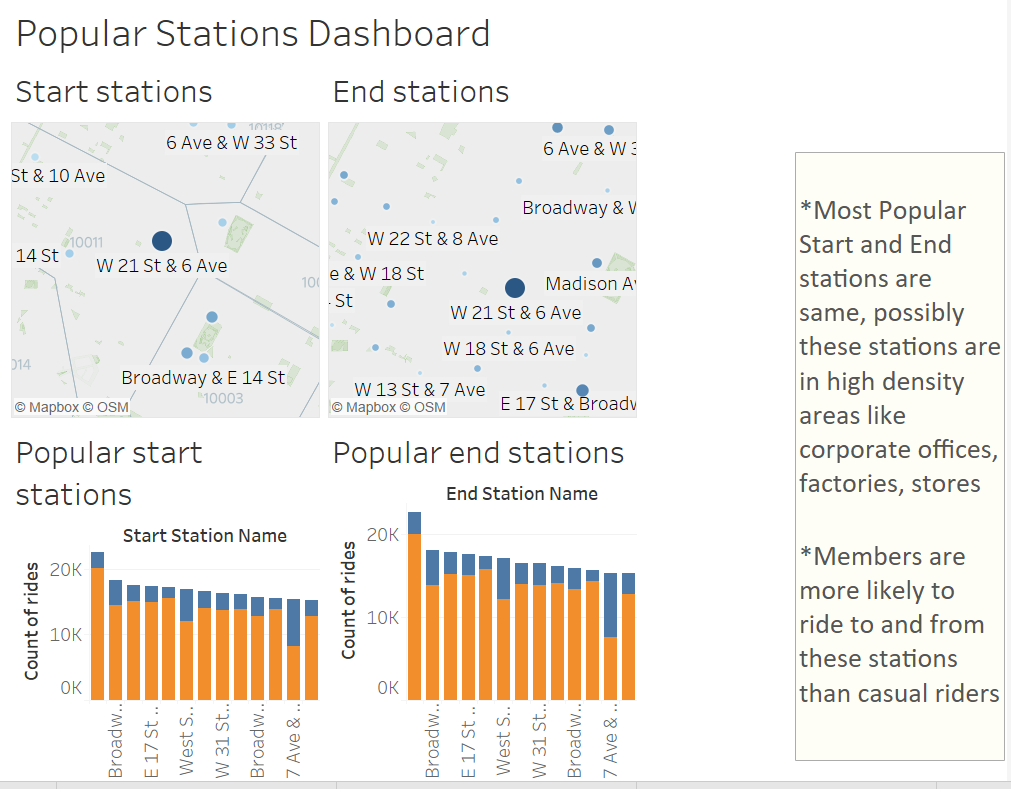 Popular Stations Dashboard
Start stations
End stations
10118
6 Ave & W 33 St
St & 10 Ave
10011
14 St
W 21 St & 6 Ave
100
014
Broadway & E 14 St
10003
© Mapbox © OSM
6 Ave & W 3
Broadway & W
W 22 St & 8 Ave
e & W 18 St
Madison Av
St
W 21 St & 6 Ave
W 18 St & 6 Ave
W 13 St & 7 Ave
E 17 St & Broadw
© Mapbox © OSM
Popular start
stations
Start Station Name
Count of rides
20K
10K
0K
Broadw..
E 17 St ..
West S..
W 31 St..
Broadw..
7 Ave & ..
Popular end stations
End Station Name
Count of rides
20K
10K
0K
Broadw..
E 17 St ..
West S..
W 31 St..
Broadw..
7 Ave & ..
*Most Popular
Start and End
stations are
same, possibly
these stations are
in high density
areas like
corporate offices,
factories, stores
*Members are
more likely to
ride to and from
these stations
than casual riders